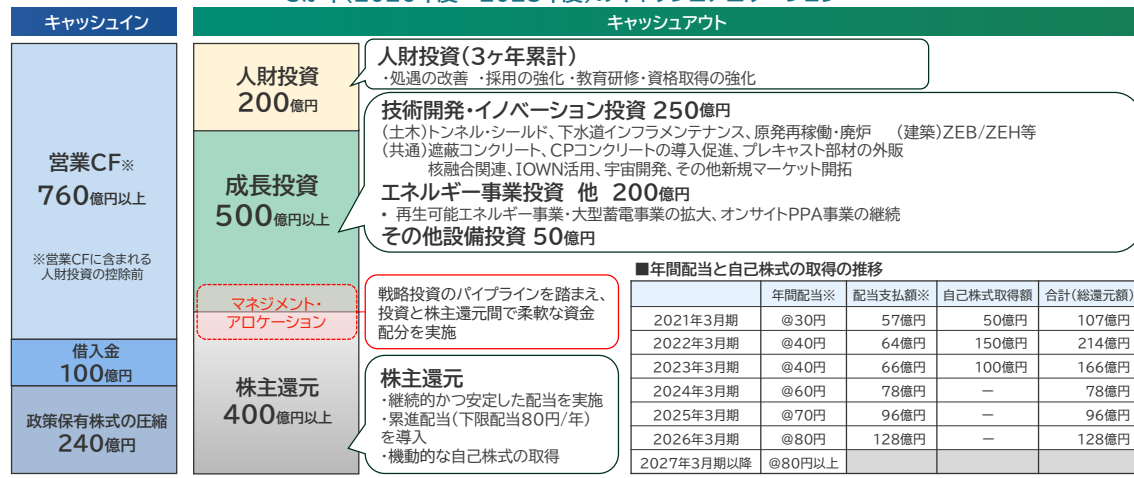 キャッシュイン
キャッシュアウト
営業CF※
760億円以上
※営業CFに含まれる
人財投資の控除前
借入金
100億円
政策保有株式の圧縮
240億円
人財投資
200億円
成長投資
500億円以上
マネジメント・
アロケーション
株主還元
400億円以上
人財投資(3ヶ年累計)
・処遇の改善 ・採用の強化 ・教育研修・資格取得の強化
技術開発・イノベーション投資 250億円
(土木)トンネル・シールド、下水道インフラメンテナンス、原発再稼働・廃炉 (建築)ZEB/ZEH等
(共通)遮蔽コンクリート、CPコンクリートの導入促進、プレキャスト部材の外販
核融合関連、IOWN活用、宇宙開発、その他新規マーケット開拓
エネルギー事業投資 他 200億円
• 再生可能エネルギー事業・大型蓄電事業の拡大、オンサイトPPA事業の継続
その他設備投資 50億円
戦略投資のパイプラインを踏まえ、
投資と株主還元間で柔軟な資金
配分を実施
株主還元
・継続的かつ安定した配当を実施
・累進配当(下限配当80円/年)
を導入
・機動的な自己株式の取得
■年間配当と自己株式の取得の推移
年間配当※ 配当支払額※ 自己株式取得額 合計(総還元額)
2021年3月期 @30円 57億円 50億円 107億円
2022年3月期 @40円 64億円 150億円 214億円
2023年3月期 @40円 66億円 100億円 166億円
2024年3月期 @60円 78億円 － 78億円
2025年3月期 @70円 96億円 － 96億円
2026年3月期 @80円 128億円 － 128億円
2027年3月期以降 @80円以上